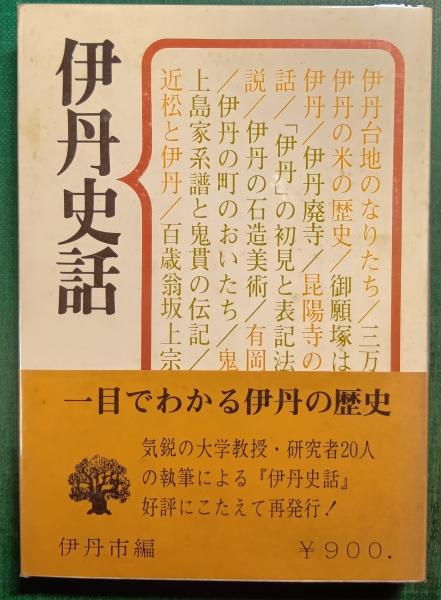 伊丹史話
伊丹台地のなりたち/三万
伊丹の米の歴史/御願塚は
伊丹/伊丹廃寺/昆陽寺の
話/「伊丹」の初見と表記法
説/伊丹の石造美術/有岡
/伊丹の町のおいたち/鬼
上島家系譜と鬼貫の伝記/
近松と伊丹/百歳翁坂上宗
一目でわかる伊丹の歴史
気鋭の大学教授・研究者20人
の執筆による『伊丹史話』
好評にこたえて再発行!
伊丹市編
¥900.